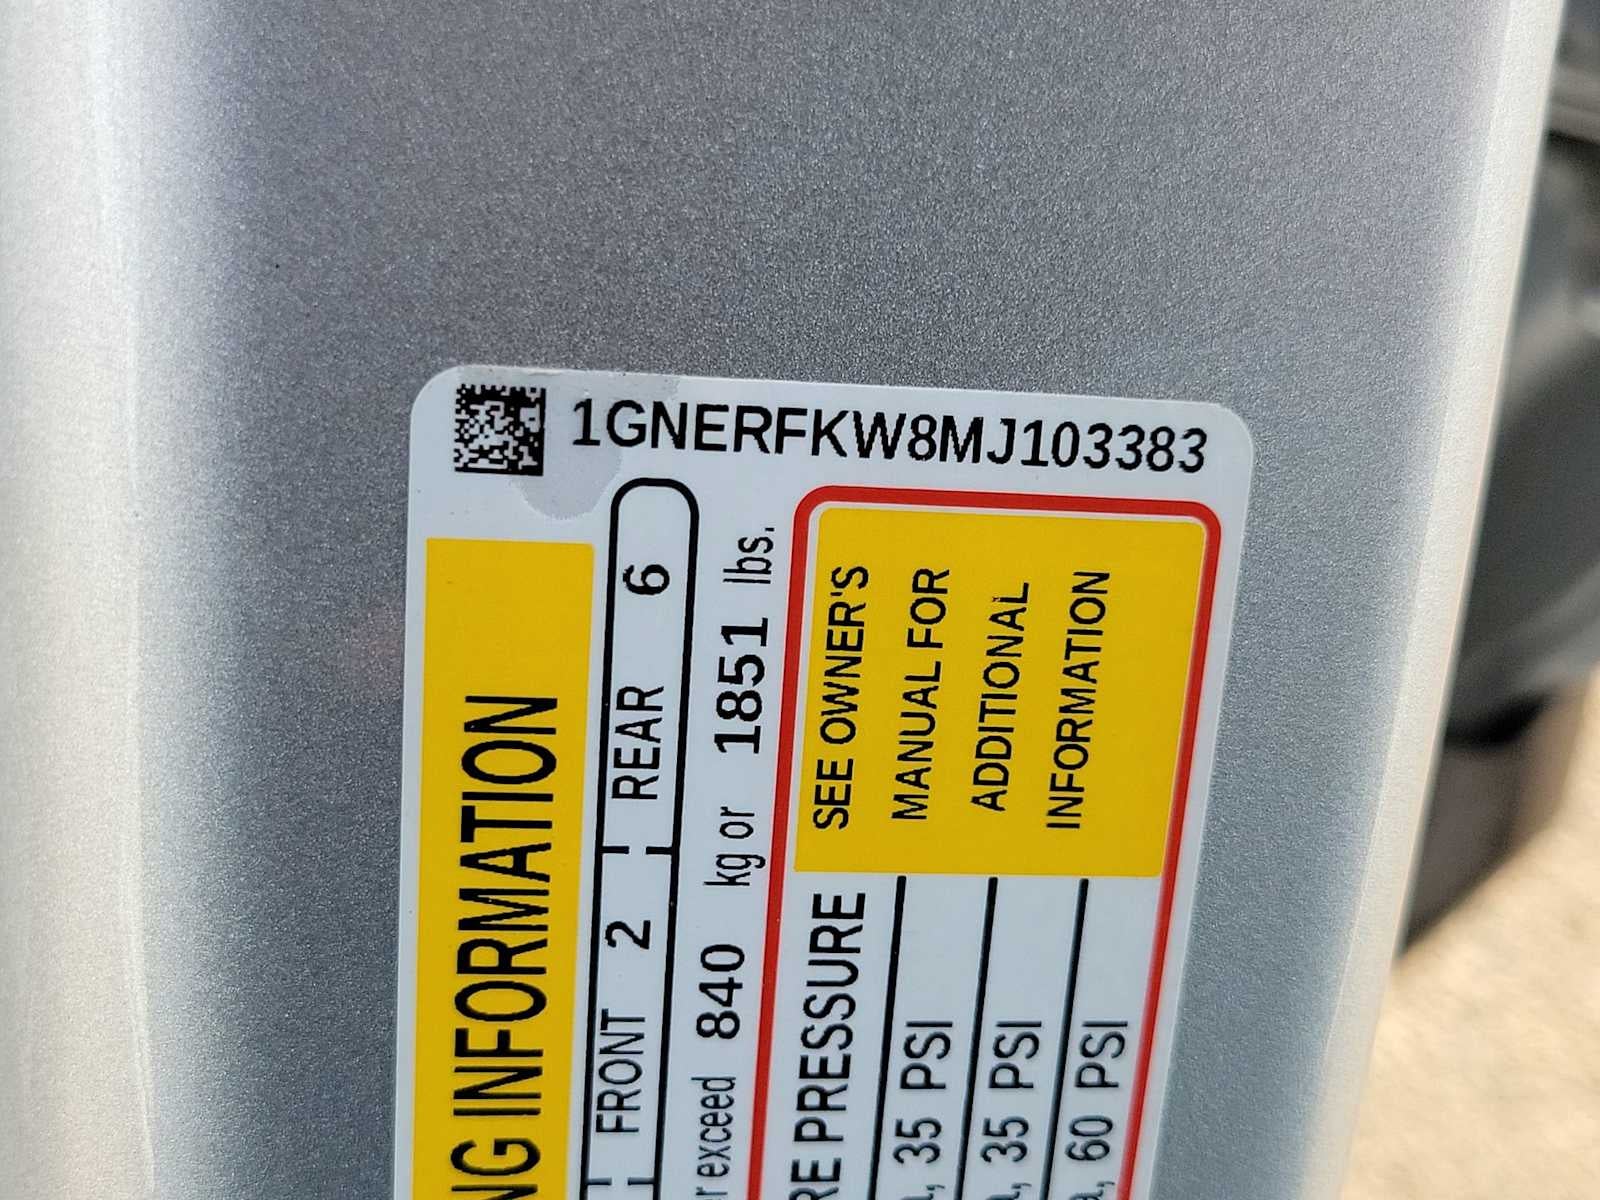 1GNERFKW8MJ103383
NG INFORMATION
FRONT 2 REAR 6
r exceed 840 kg or 1851 lbs.
RE PRESSURE
SEE OWNER'S
MANUAL FOR
ADDITIONAL
INFORMATION
, 35 PSI
, 35 PSI
a, 60 PSI